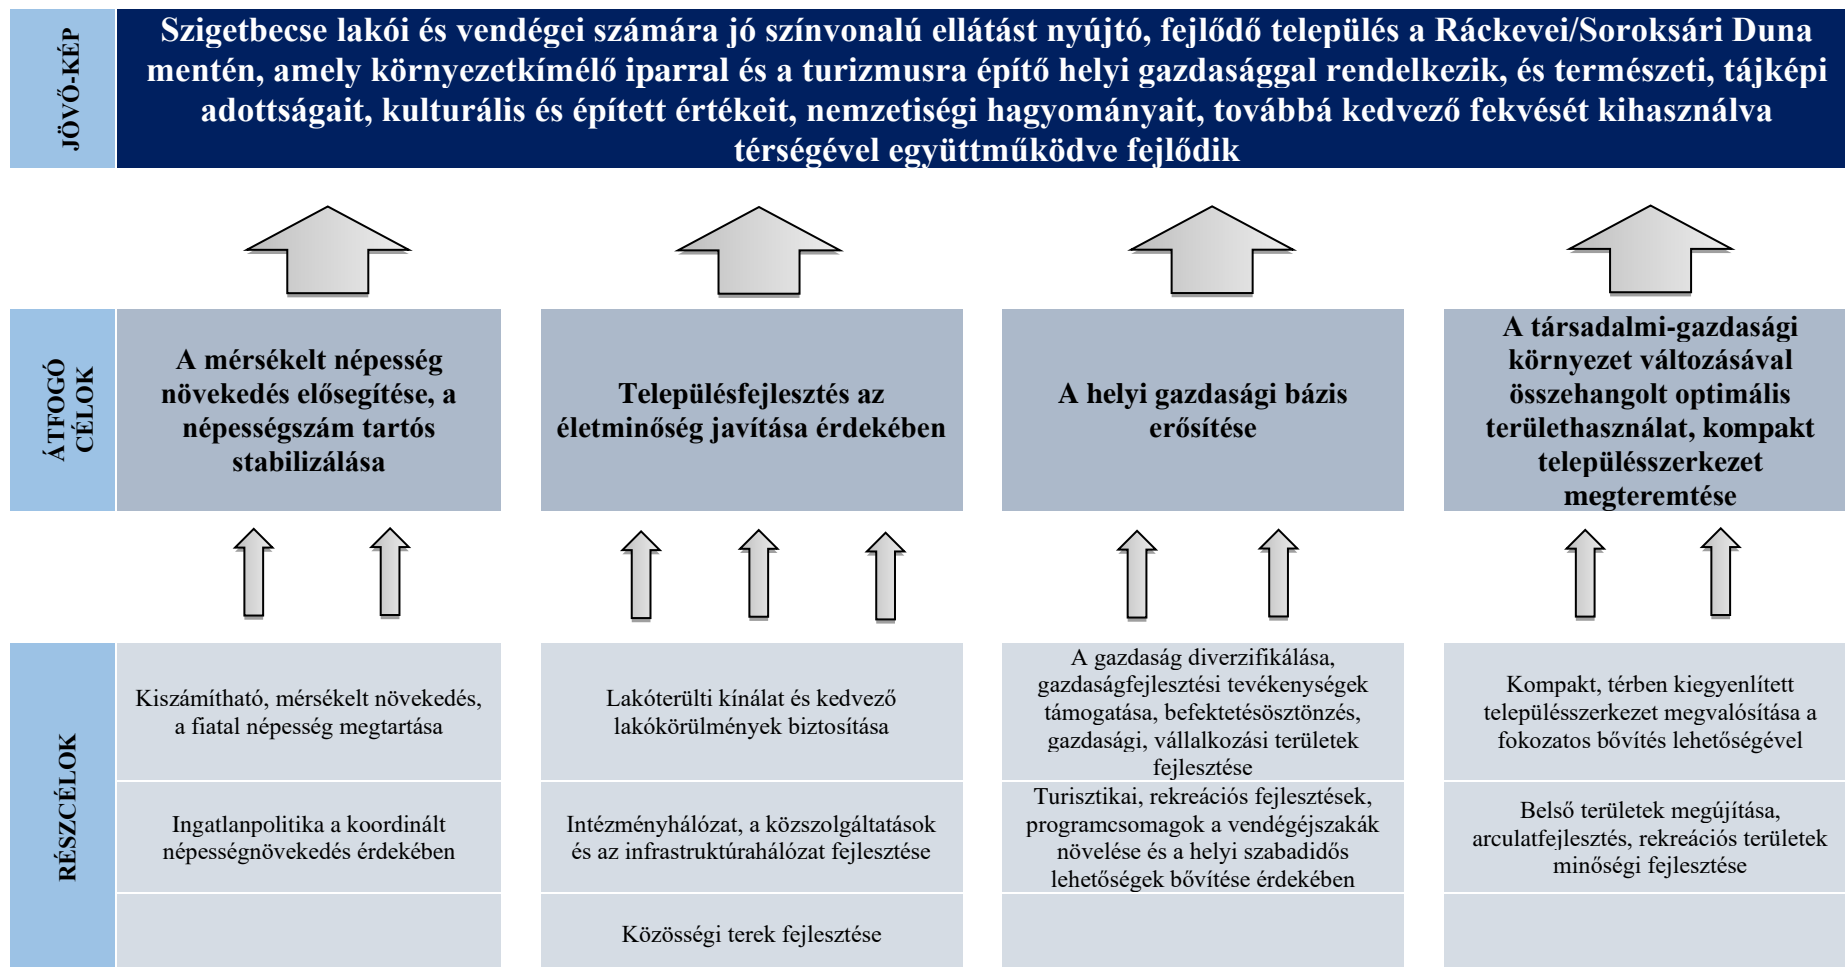 JÖVŐ-KÉP
Szigetbecse lakói és vendégei számára jó színvonalú ellátást nyújtó, fejlődő település a Ráckevei/Soroksári Duna
mentén, amely környezetkímélő iparral és a turizmusra építő helyi gazdasággal rendelkezik, és természeti, tájképi
adottságait, kulturális és épített értékeit, nemzetiségi hagyományait, továbbá kedvező fekvését kihasználva
térségével együttműködve fejlődik
ÁTFOGÓ
CÉLOK
A mérsékelt népesség
növekedés elősegítése, a
népességszám tartós
stabilizálása
Településfejlesztés az
életminőség javítása érdekében
A helyi gazdasági bázis
erősítése
A társadalmi-gazdasági
környezet változásával
összehangolt optimális
területhasználat, kompakt
településszerkezet
megteremtése
RÉSZCÉLOK
Kiszámítható, mérsékelt növekedés,
a fiatal népesség megtartása
Lakóterülti kínálat és kedvező
lakókörülmények biztosítása
A gazdaság diverzifikálása,
gazdaságfejlesztési tevékenységek
támogatása, befektetésösztönzés,
gazdasági, vállalkozási területek
fejlesztése
Kompakt, térben kiegyenlített
településszerkezet megvalósítása a
fokozatos bővítés lehetőségével
Ingatlanpolitika a koordinált
népességnövekedés érdekében
Intézményhálózat, a közszolgáltatások
és az infrastruktúrahálózat fejlesztése
Turisztikai, rekreációs fejlesztések,
programcsomagok a vendégéjszakák
növelése és a helyi szabadidős
lehetőségek bővítése érdekében
Belső területek megújítása,
arculatfejlesztés, rekreációs területek
minőségi fejlesztése
Közösségi terek fejlesztése